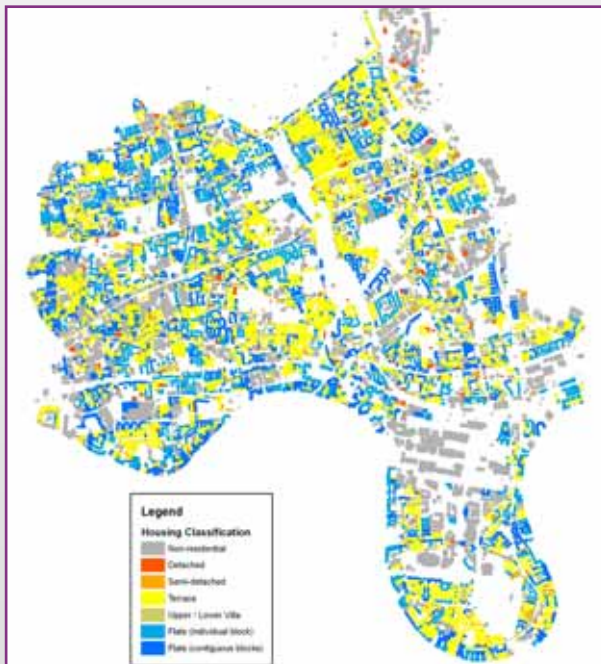 Legend
Housing Classification
Non-residential
Detached
Semi-detached
Terrace
Upper / Lower Villa
Flats (individual block)
Flats (contiguous blocks)